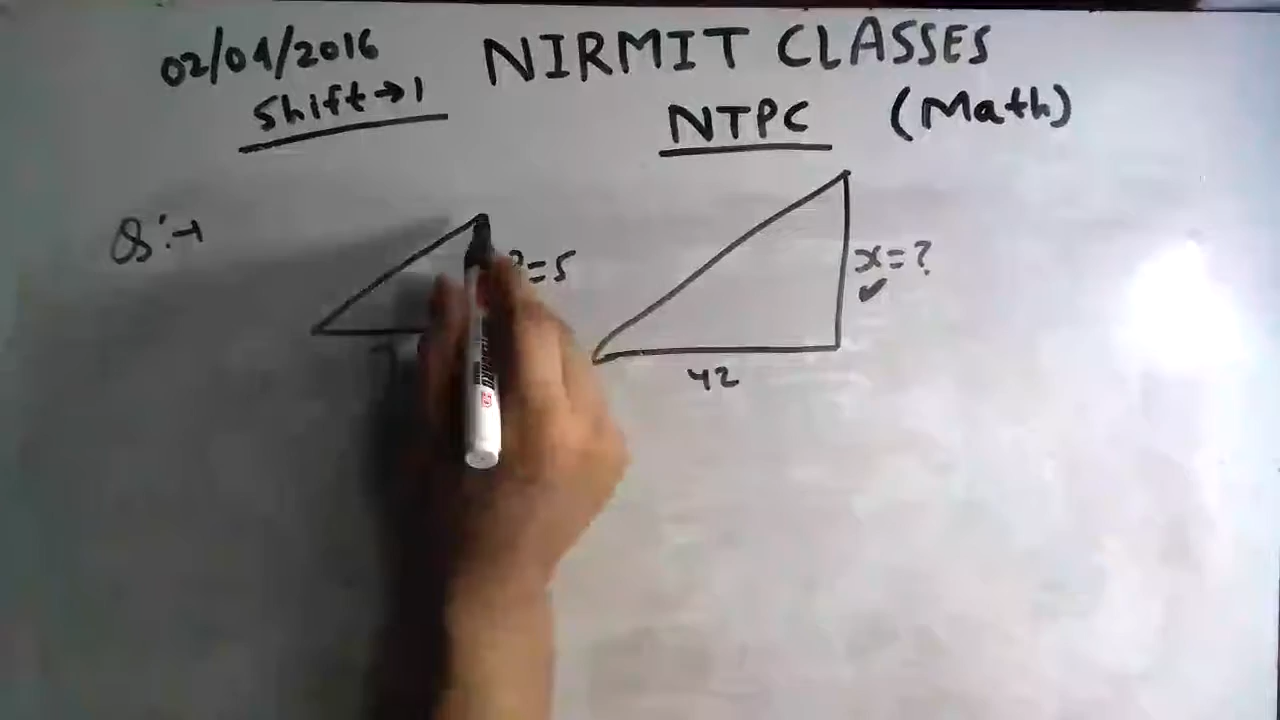 02/04/2016 NIRMIT CLASSES
Shift→1 NTPC (Math)
Q:→
=5
x=?
✓
42